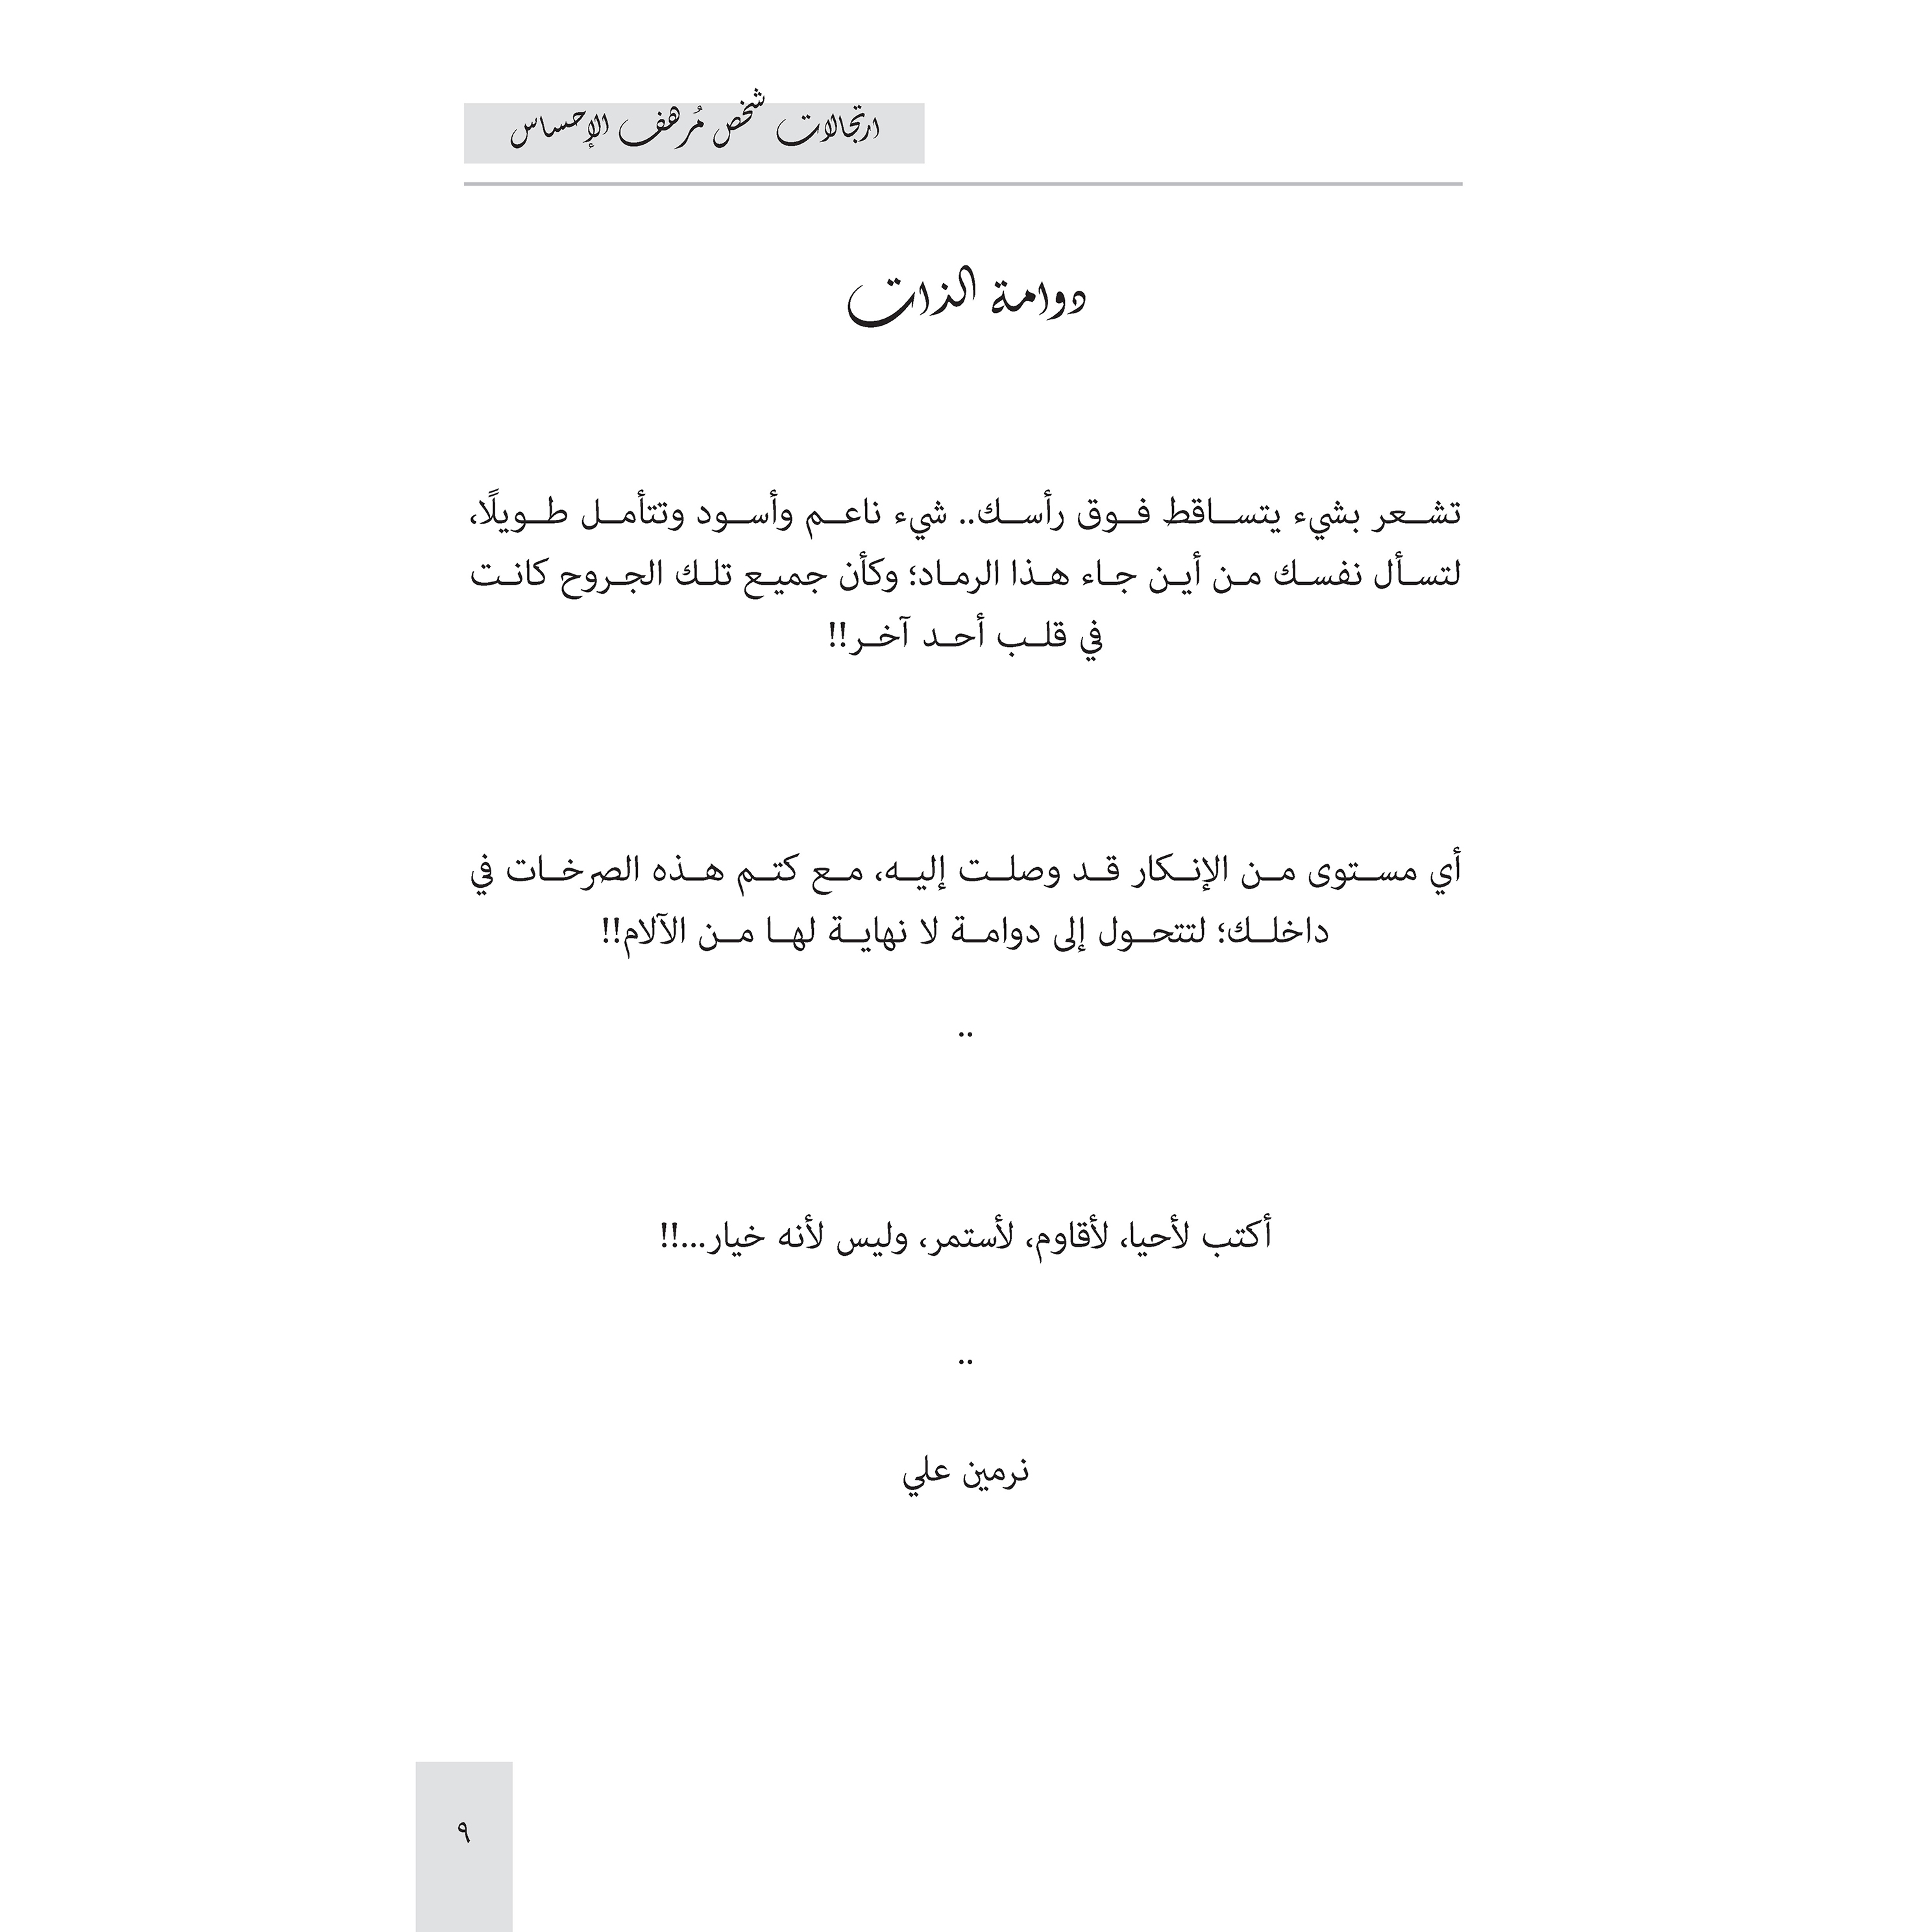 ارتجالات شخص مُرهف الإحساس
دوامة الذات
تشعر بشيء يتساقط فوق رأسك.. شيء ناعم وأسود وتتأمل طويلًا،
لتسأل نفسك من أين جاء هذا الرماد؛ وكأن جميع تلك الجروح كانت
في قلب أحد آخر!!
أي مستوى من الإنكار قد وصلت إليه، مع كتم هذه الصرخات في
داخلك؛ لتتحول إلى دوامة لا نهاية لها من الآلام!!
..
أكتب لأحيا، لأقاوم، لأستمر، وليس لأنه خيار...!!
..
نرمين علي
٩